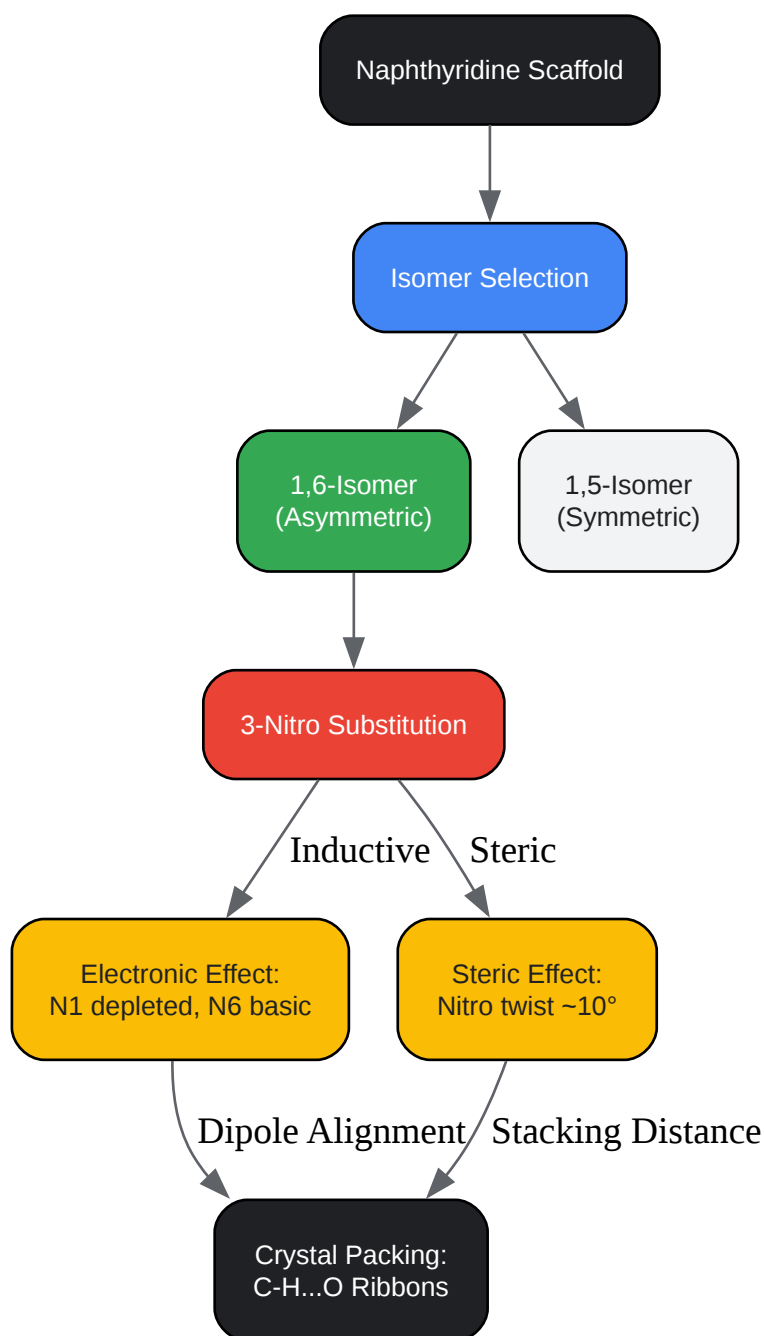 Naphthyridine Scaffold
Isomer Selection
1,6-Isomer
(Asymmetric)
1,5-Isomer
(Symmetric)
3-Nitro Substitution
Inductive
Steric
Electronic Effect:
N1 depleted, N6 basic
Steric Effect:
Nitro twist ~10°
Dipole Alignment
Stacking Distance
Crystal Packing:
C-H...O Ribbons